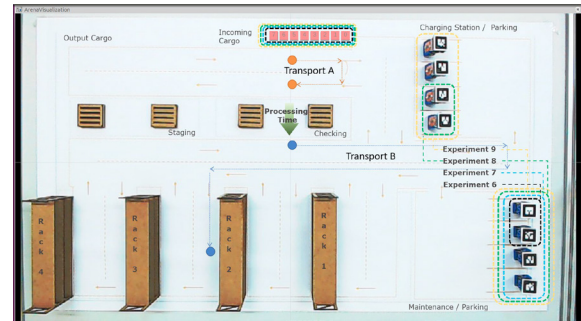 ArenaVisualization
Output Cargo
Incoming
Cargo
Charging Station / Parking
Transport A
Processing
Time
Staging
Checking
Transport B
Experiment 9
Experiment 8
Experiment 7
Experiment 6
Rack 4
Rack 3
Rack 2
Rack 1
Maintenance / Parking